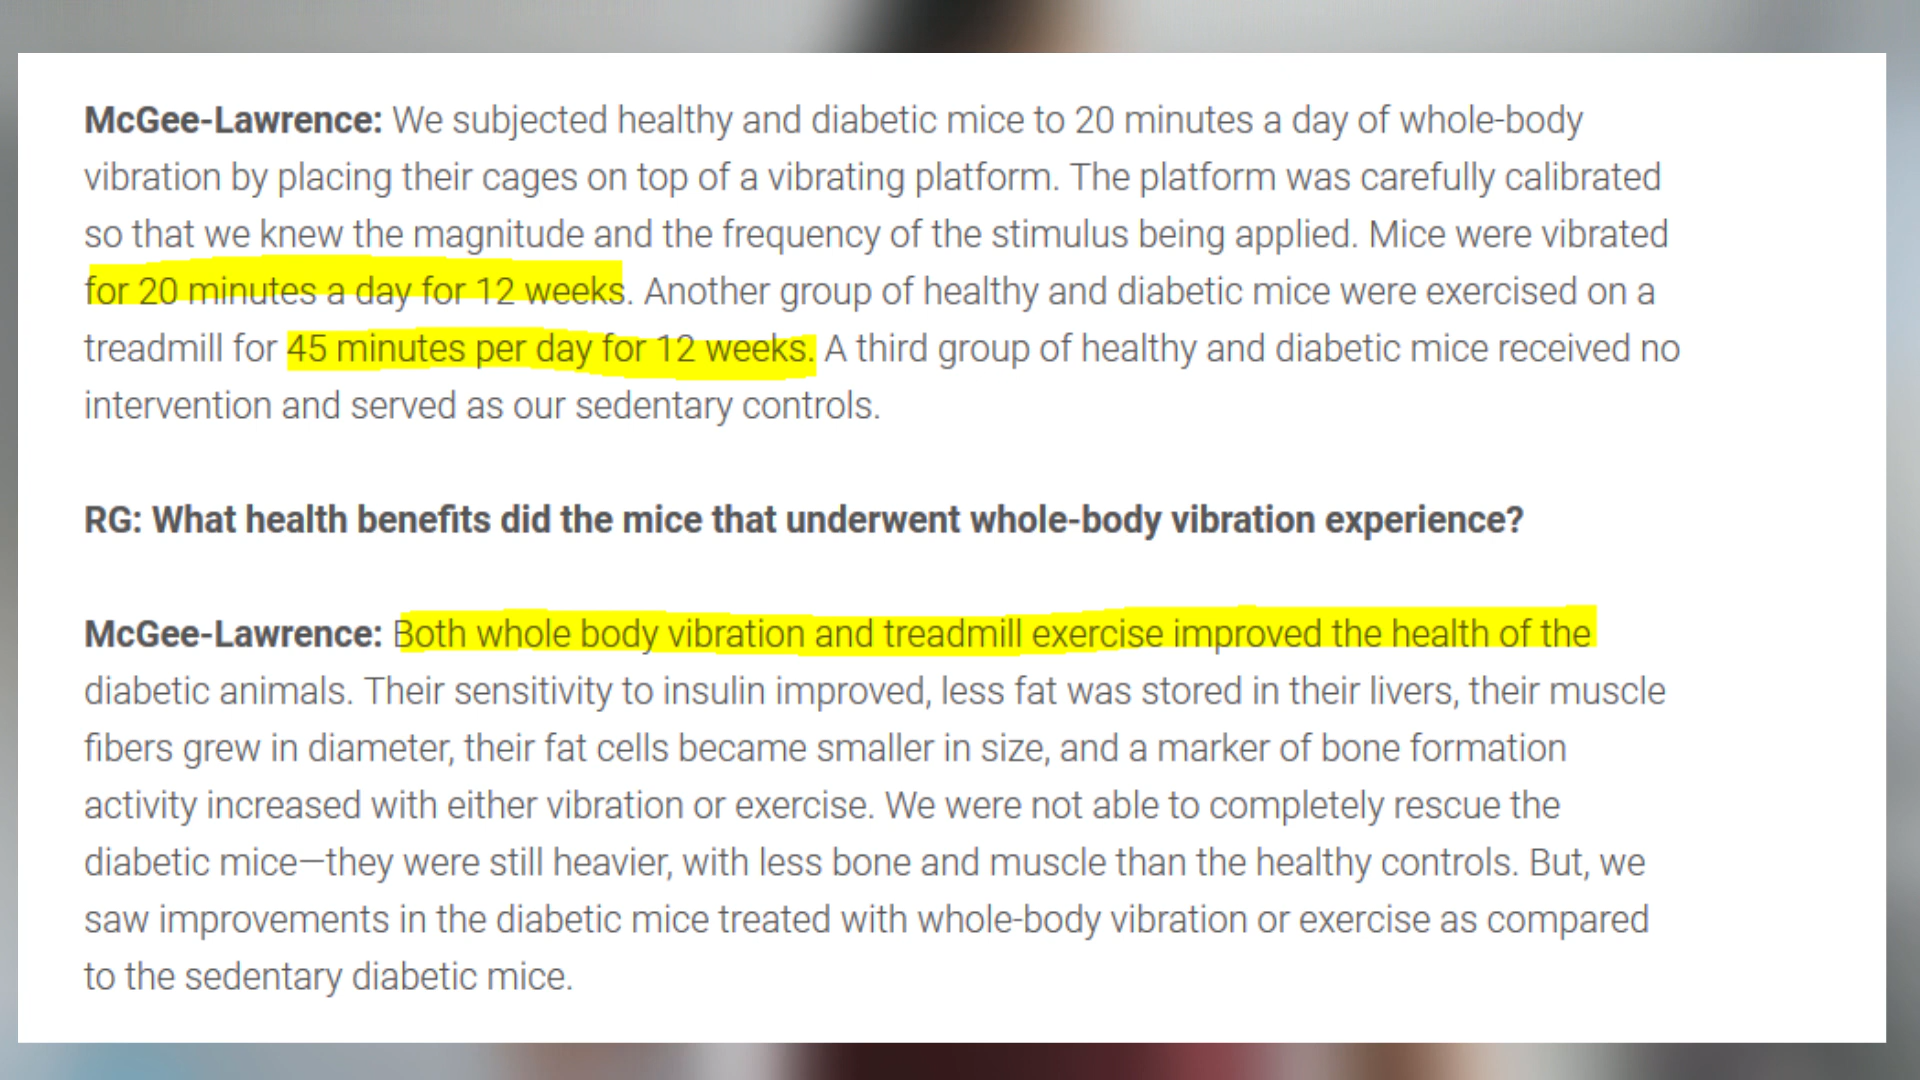 McGee-Lawrence: We subjected healthy and diabetic mice to 20 minutes a day of whole-body
vibration by placing their cages on top of a vibrating platform. The platform was carefully calibrated
so that we knew the magnitude and the frequency of the stimulus being applied. Mice were vibrated
for 20 minutes a day for 12 weeks. Another group of healthy and diabetic mice were exercised on a
treadmill for 45 minutes per day for 12 weeks. A third group of healthy and diabetic mice received no
intervention and served as our sedentary controls.
RG: What health benefits did the mice that underwent whole-body vibration experience?
McGee-Lawrence: Both whole body vibration and treadmill exercise improved the health of the
diabetic animals. Their sensitivity to insulin improved, less fat was stored in their livers, their muscle
fibers grew in diameter, their fat cells became smaller in size, and a marker of bone formation
activity increased with either vibration or exercise. We were not able to completely rescue the
diabetic mice—they were still heavier, with less bone and muscle than the healthy controls. But, we
saw improvements in the diabetic mice treated with whole-body vibration or exercise as compared
to the sedentary diabetic mice.